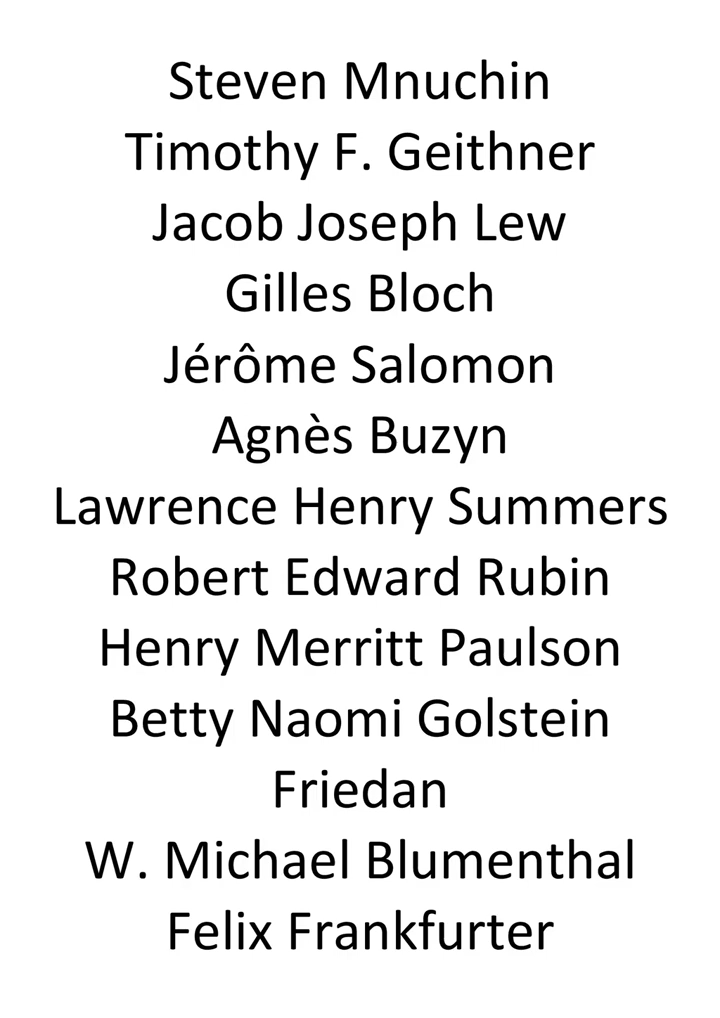 Steven Mnuchin
Timothy F. Geithner
Jacob Joseph Lew
Gilles Bloch
Jérôme Salomon
Agnès Buzyn
Lawrence Henry Summers
Robert Edward Rubin
Henry Merritt Paulson
Betty Naomi Golstein
Friedan
W. Michael Blumenthal
Felix Frankfurter